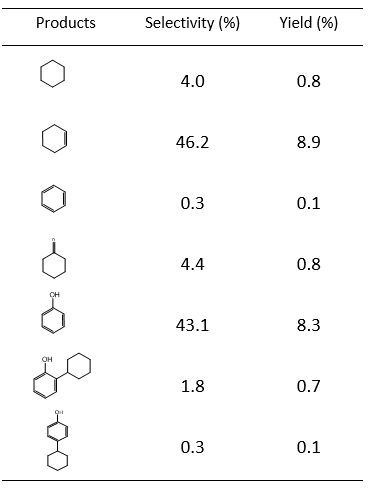 Products Selectivity (%) Yield (%)
4.0 0.8
46.2 8.9
0.3 0.1
4.4 0.8
OH
43.1 8.3
OH
1.8 0.7
OH
0.3 0.1